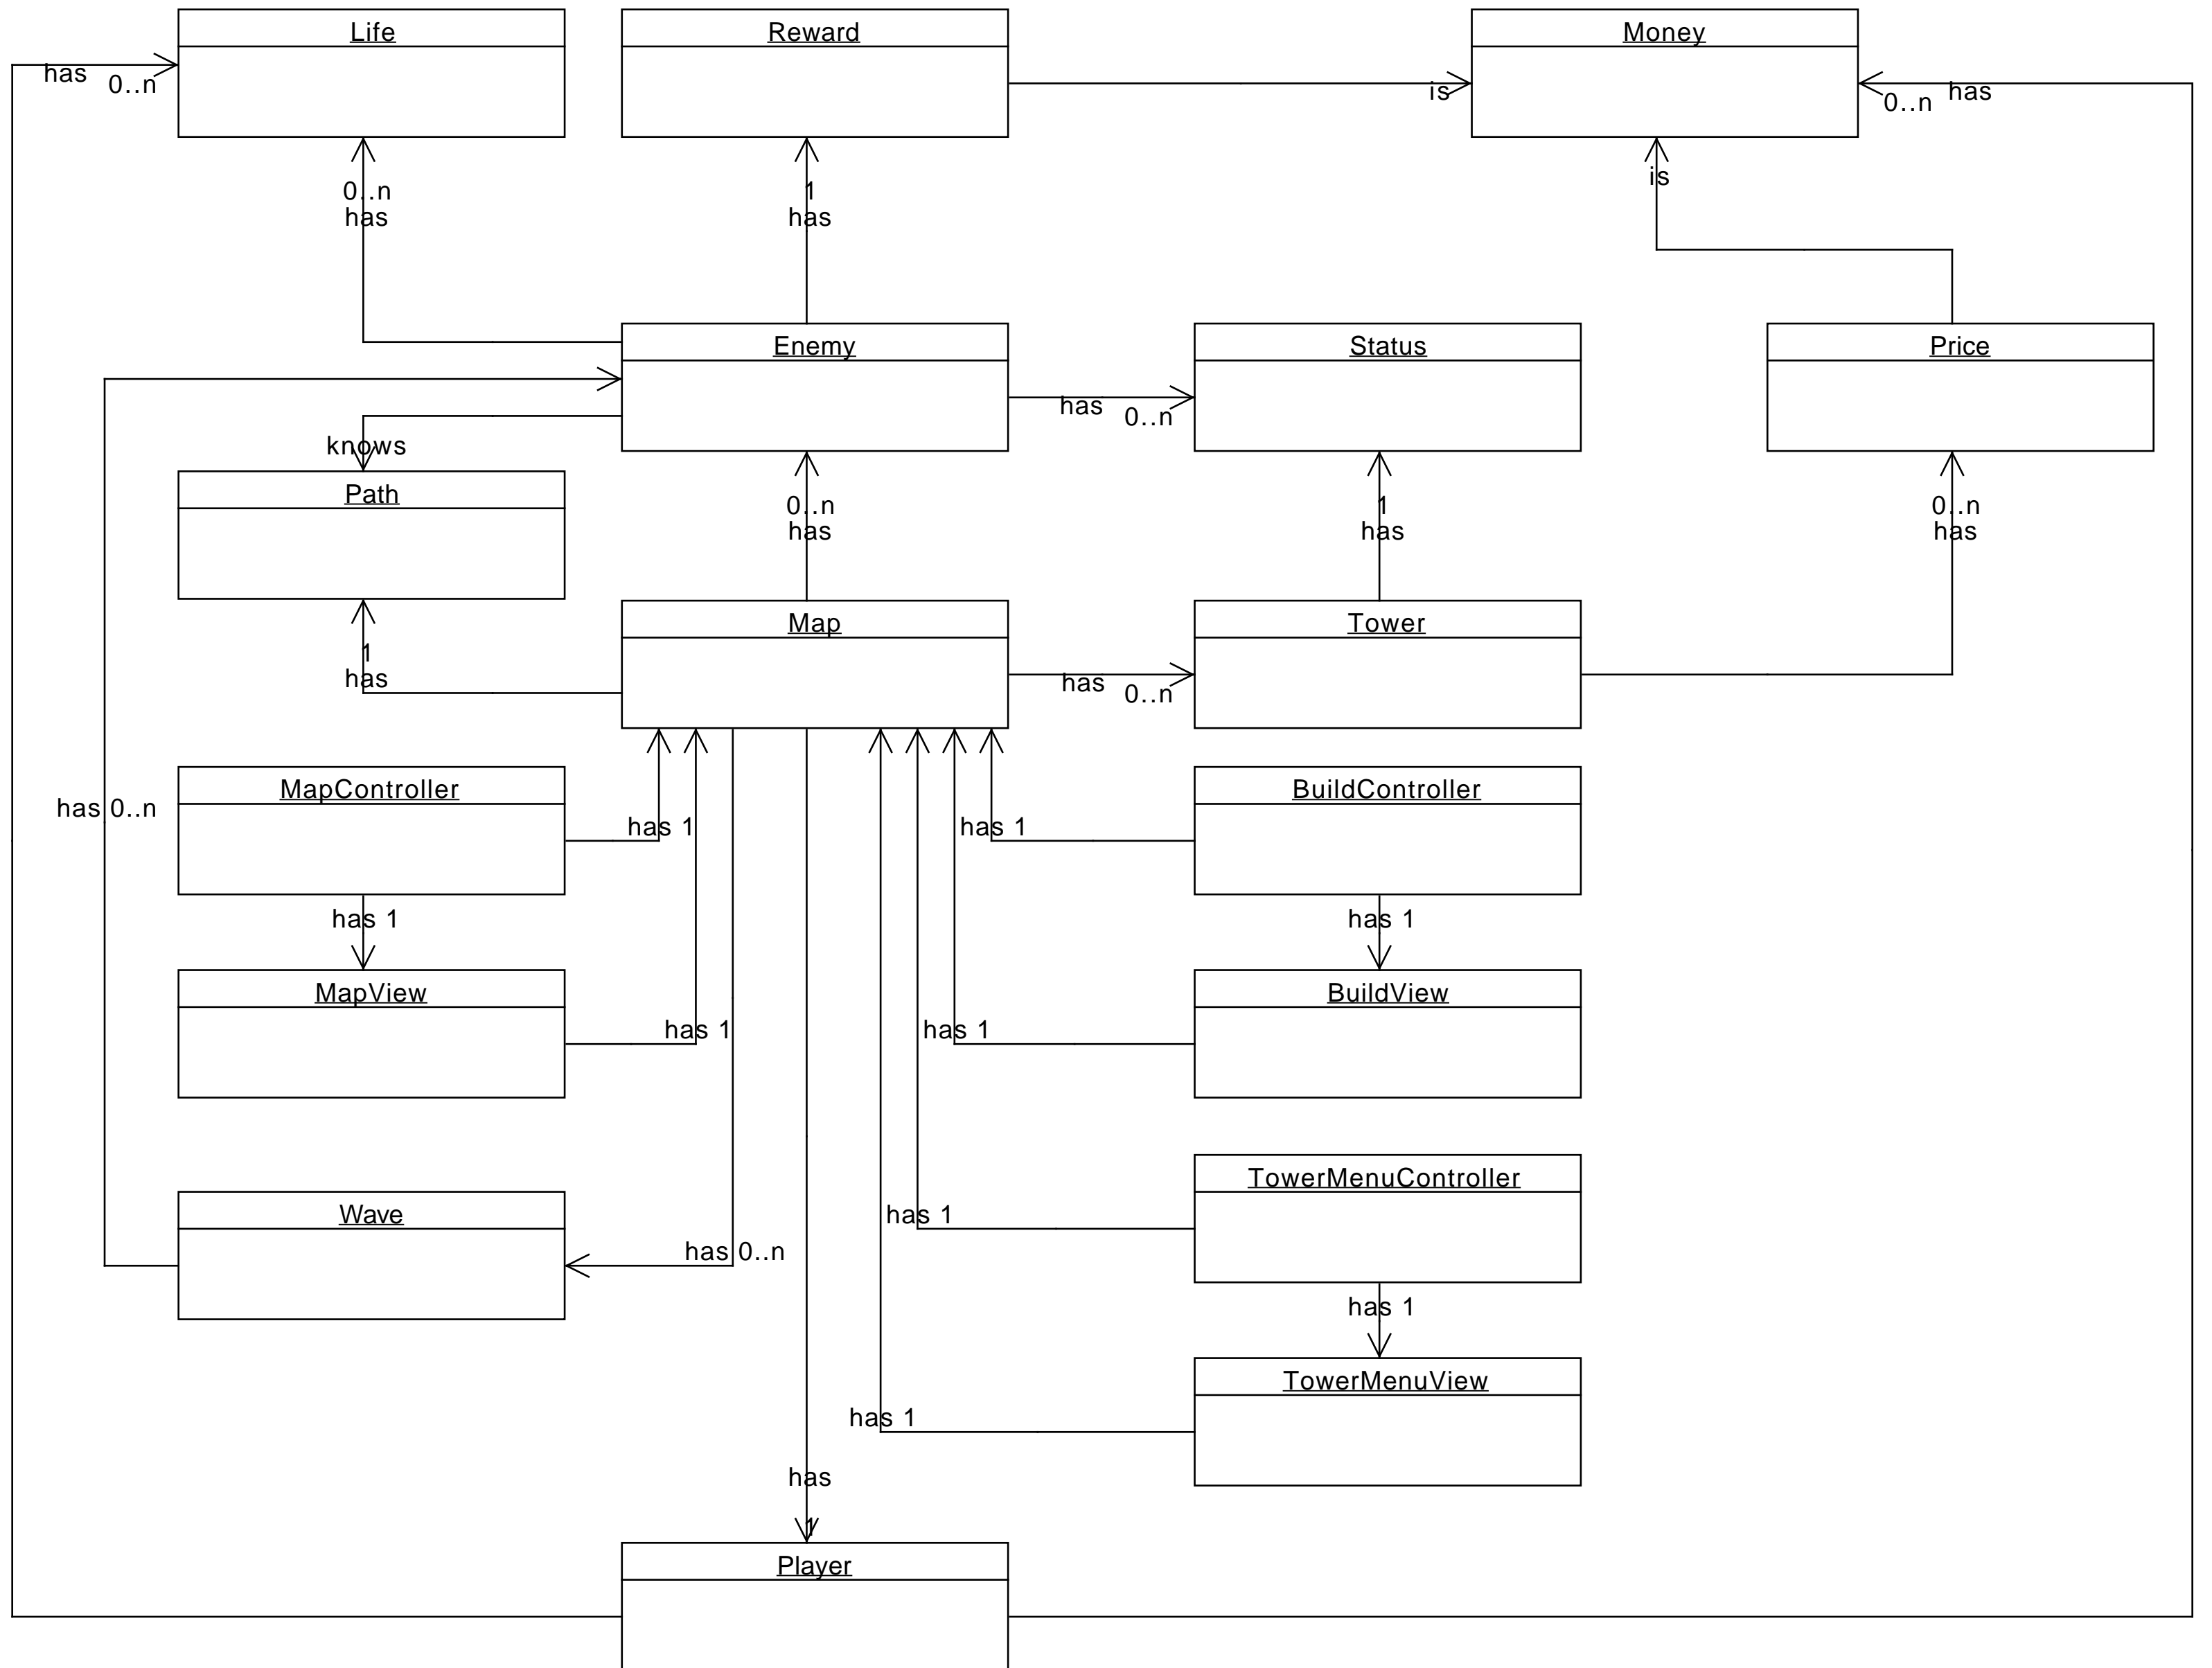 Life
Reward
Money
has
0..n
is
0..n
has
0..n
has
1
has
is
Enemy
Status
Price
has
0..n
knows
Path
0..n
has
1
has
0..n
has
Map
Tower
1
has
has
0..n
MapController
BuildController
has 0..n
has 1
has 1
has 1
has 1
MapView
BuildView
has 1
has 1
TowerMenuController
Wave
has 1
has 0..n
has 1
TowerMenuView
has 1
has
1
Player